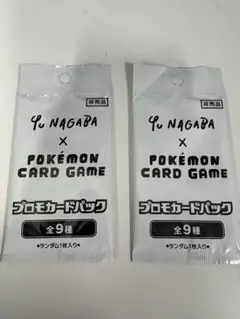 非売品
Yu NAGABA
×
POKÉMON
CARD GAME
プロモカードパック
全9種
•ランダム1枚入り•
非売品
Yu NAGABA
×
POKÉMON
CARD GAME
プロモカードパック
全9種
•ランダム1枚入り•